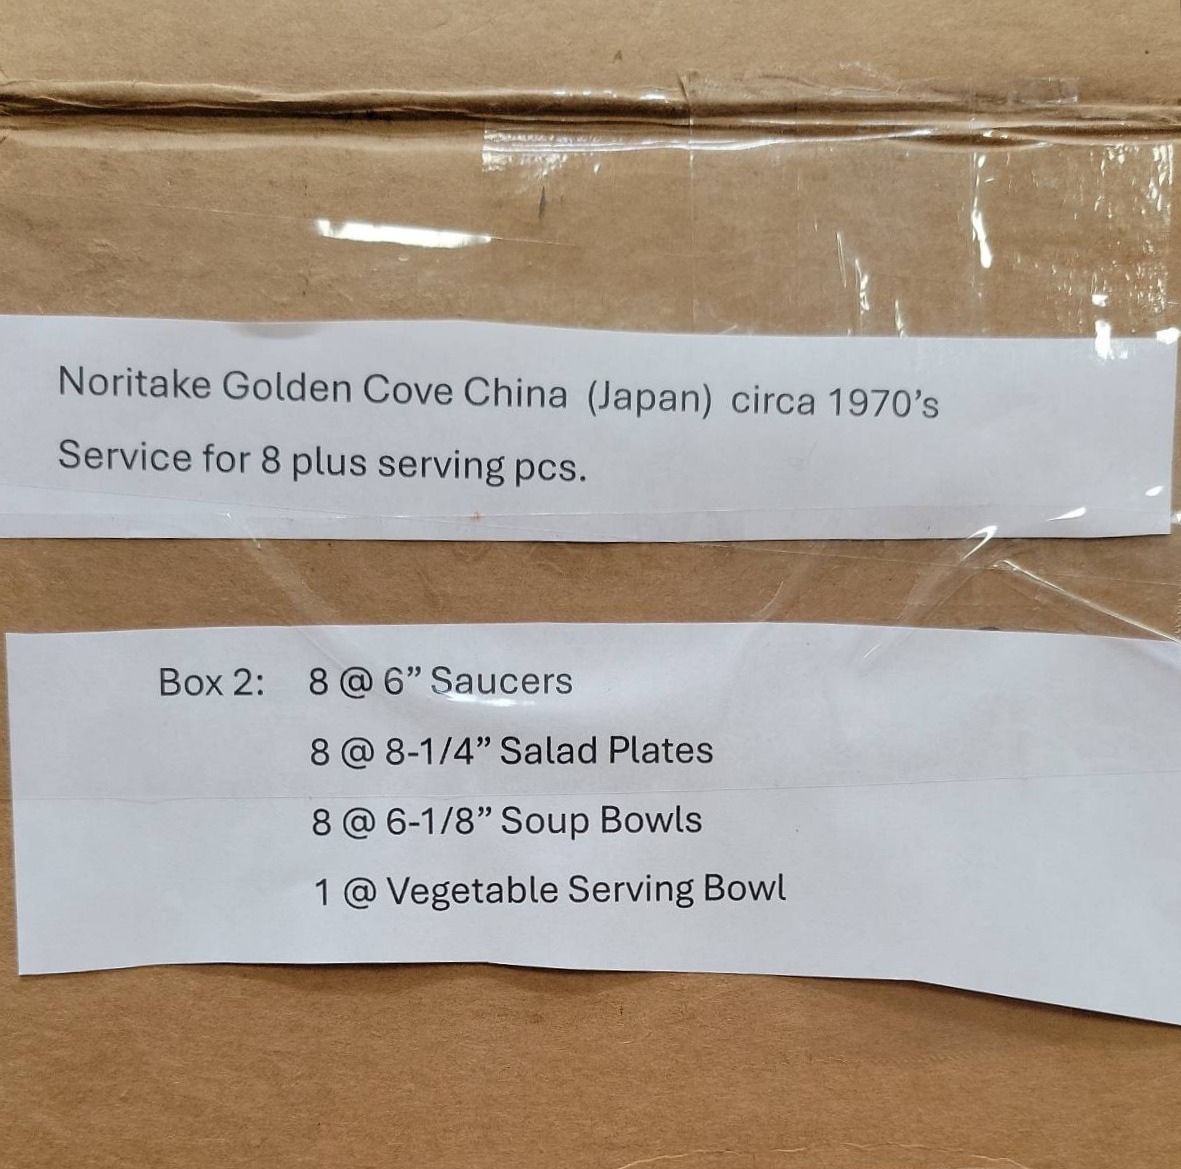 Noritake Golden Cove China (Japan) circa 1970’s
Service for 8 plus serving pcs.
Box 2: 8 @ 6” Saucers
8 @ 8-1/4” Salad Plates
8 @ 6-1/8” Soup Bowls
1 @ Vegetable Serving Bowl